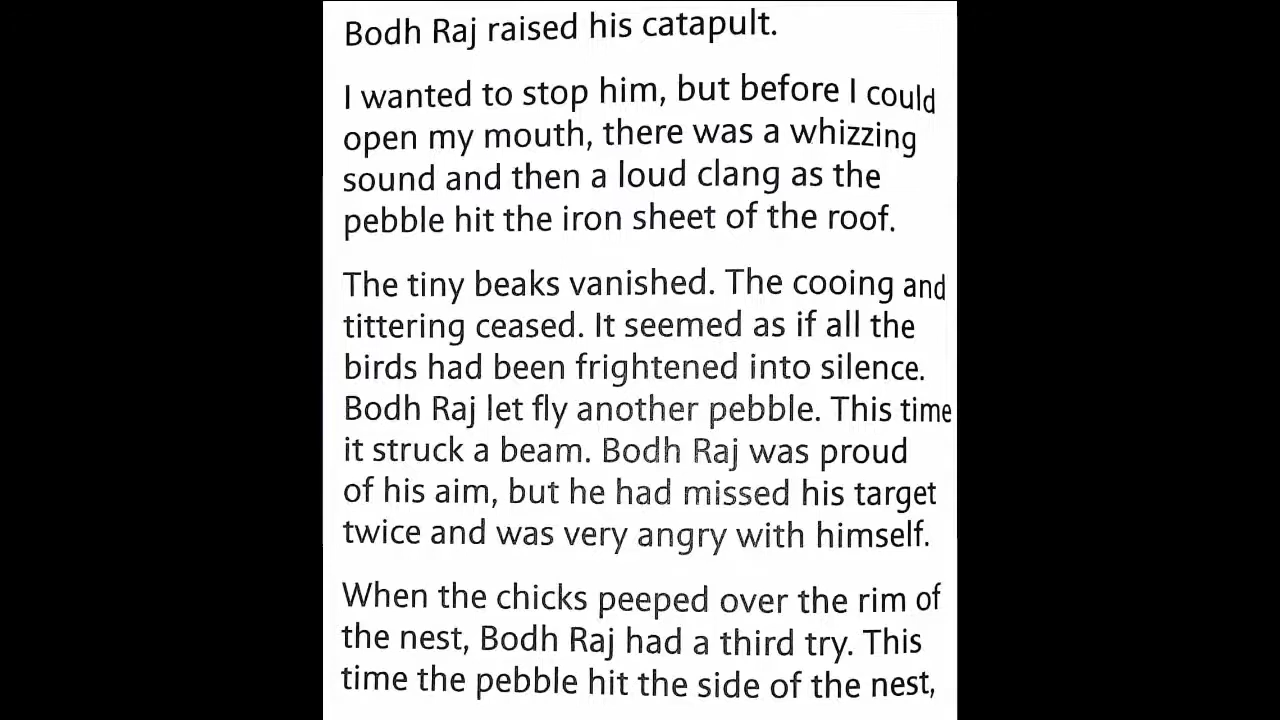 Bodh Raj raised his catapult.
I wanted to stop him, but before I could
open my mouth, there was a whizzing
sound and then a loud clang as the
pebble hit the iron sheet of the roof.
The tiny beaks vanished. The cooing and
tittering ceased. It seemed as if all the
birds had been frightened into silence.
Bodh Raj let fly another pebble. This time
it struck a beam. Bodh Raj was proud
of his aim, but he had missed his target
twice and was very angry with himself.
When the chicks peeped over the rim of
the nest, Bodh Raj had a third try. This
time the pebble hit the side of the nest,